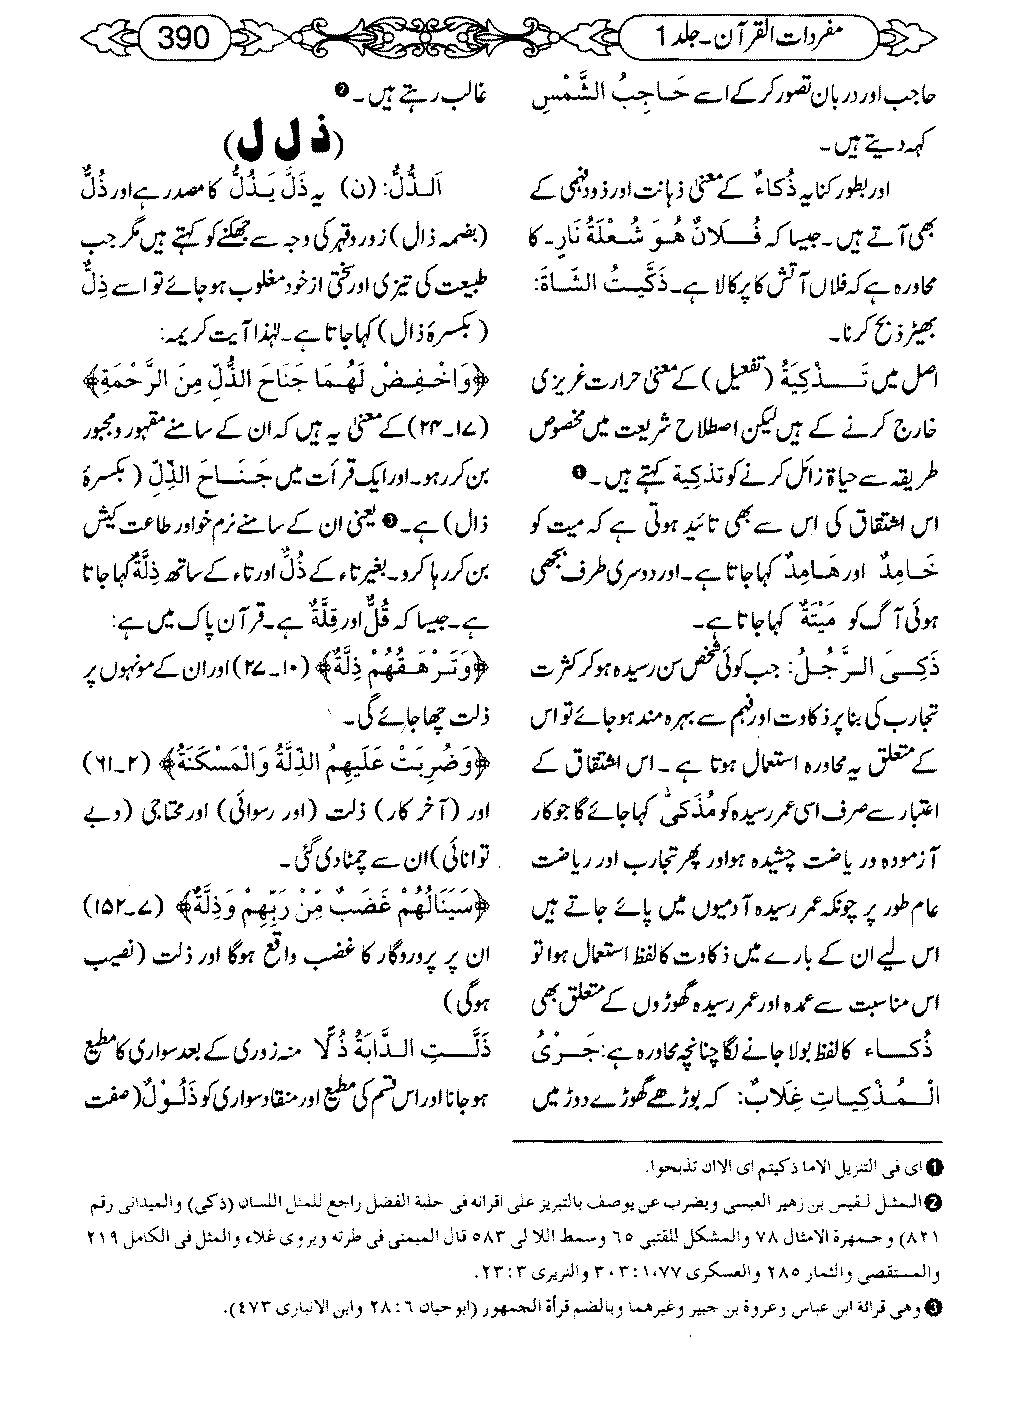 مفردات القرآن۔جلد 1
390
حاجب اور دربان تصور کرکے اسے حَاجِبُ الشَّمْسِ
کہہ دیتے ہیں۔
اور بطور کنایہ ذُکَاءٌ کے معنی ذہانت اور زود فہمی کے
بھی آتے ہیں۔جیسا کہ فُلَانٌ هُوَ شُعْلَةُ نَارٍ۔کا
محاورہ ہے کہ فلاں آتش کا پرکالا ہے۔ذَكَّيْتُ الشَّاةَ:
بھیڑ ذبح کرنا۔
اصل میں تَذْكِيَةٌ (تفعیل) کے معنی حرارت غریزی
خارج کرنے کے ہیں لیکن اصطلاح شریعت میں مخصوص
طریقہ سے حیاۃ زائل کرنے کو تذکیۃ کہتے ہیں۔❶
اس اشتقاق کی اس سے بھی تائید ہوتی ہے کہ میت کو
خَامِدٌ اور هَامِدٌ کہا جاتا ہے۔اور دوسری طرف بجھی
ہوئی آگ کو مَيْتَةٌ کہا جاتا ہے۔
ذَكِيَ الرَّجُلُ: جب کوئی شخص سن رسیدہ ہوکر کثرت
تجارب کی بنا پر ذکاوت اور فہم سے بہرہ مند ہوجائے تو اس
کے متعلق یہ محاورہ استعمال ہوتا ہے۔اس اشتقاق کے
اعتبار سے صرف اسی عمر رسیدہ کو مُذَکّٰی کہا جائے گا جو کار
آزمودہ و ریاضت چشیدہ ہو اور پھر تجارب اور ریاضت
عام طور پر چونکہ عمر رسیدہ آدمیوں میں پائے جاتے ہیں
اس لیے ان کے بارے میں ذکاوت کا لفظ استعمال ہوا تو
اس مناسبت سے عمدہ اور عمر رسیدہ گھوڑوں کے متعلق بھی
ذُكَاء کا لفظ بولا جانے لگا چنانچہ محاورہ ہے:جَرْىُ
الْمُذْكِيَاتِ غِلَابٌ: کہ بوڑھے گھوڑے دوڑ میں
غالب رہتے ہیں۔❷
(ذ ل ل)
اَلذُّلُّ: (ن) یہ ذَلَّ یَذُلُّ کا مصدر ہے اور ذُلٌّ
(بضمہ ذال) زور و قہر کی وجہ سے جھکنے کو کہتے ہیں مگر جب
طبیعت کی تیزی اور سختی از خود مغلوب ہوجائے تو اسے ذِلٌّ
(بکسرۂ ذال) کہا جاتا ہے۔لہٰذا آیت کریمہ:
﴿وَاخْفِضْ لَهُمَا جَنَاحَ الذُّلِّ مِنَ الرَّحْمَةِ﴾
(۱۷۔۲۴) کے معنی یہ ہیں کہ ان کے سامنے مقہور و مجبور
بن کر رہو۔اور ایک قرأت میں جَنَاحَ الذِّلِّ (بکسرۂ
ذال) ہے۔❸ یعنی ان کے سامنے نرم خو اور طاعت کیش
بن کر رہا کرو۔بغیر تاء کے ذُلٌّ اور تاء کے ساتھ ذِلَّةٌ کہا جاتا
ہے۔جیسا کہ قُلٌّ اور قِلَّةٌ ہے۔قرآن پاک میں ہے:
﴿وَتَرْهَقُهُمْ ذِلَّةٌ﴾ (۱۰۔۲۷) اور ان کے مونہوں پر
ذلت چھا جائے گی۔
﴿وَضُرِبَتْ عَلَيْهِمُ الذِّلَّةُ وَالْمَسْكَنَةُ﴾ (۲۔۶۱)
اور (آخر کار) ذلت (اور رسوائی) اور محتاجی (و بے
توانائی) ان سے چمٹا دی گئی۔
﴿سَيَنَالُهُمْ غَضَبٌ مِّنْ رَبِّهِمْ وَذِلَّةٌ﴾ (۷۔۱۵۲)
ان پر پروردگار کا غضب واقع ہوگا اور ذلت (نصیب
ہوگی)
ذَلَّتِ الدَّابَةُ ذُلًّا منہ زوری کے بعد سواری کا مطیع
ہوجانا اور اس قسم کی مطیع اور منقاد سواری کو ذَلُوْلٌ (صفت
❶ ای فی التنزیل الاما ذکیتم ای الاان تذبحوا.
❷ المثل لقیس بن زهیر العبسی ویضرب عن یوصف بالتبریز علی اقرانه فی حلبة الفضل راجع للمثل اللسان (ذکی) والمیدانی رقم
۸۲۱) وجمهرة الامثال ۷۸ والمشکل للقتبی ۶۵ وسمط اللالی ۵۸۳ قال المیمنی فی طرته ویروی غلاء والمثل فی الکامل ۲۱۹
والمستقصی والثمار ۲۸۵ والعسکری ۱،۷۷:۳۰۳ والنریری ۳:۲۳.
❸ وهی قرائة ابن عباس وعروة بن جبیر وغیرهما وبالضم قرأة الجمهور (ابو حیان ۶:۲۸ وابن الانباری ۴۷۳).